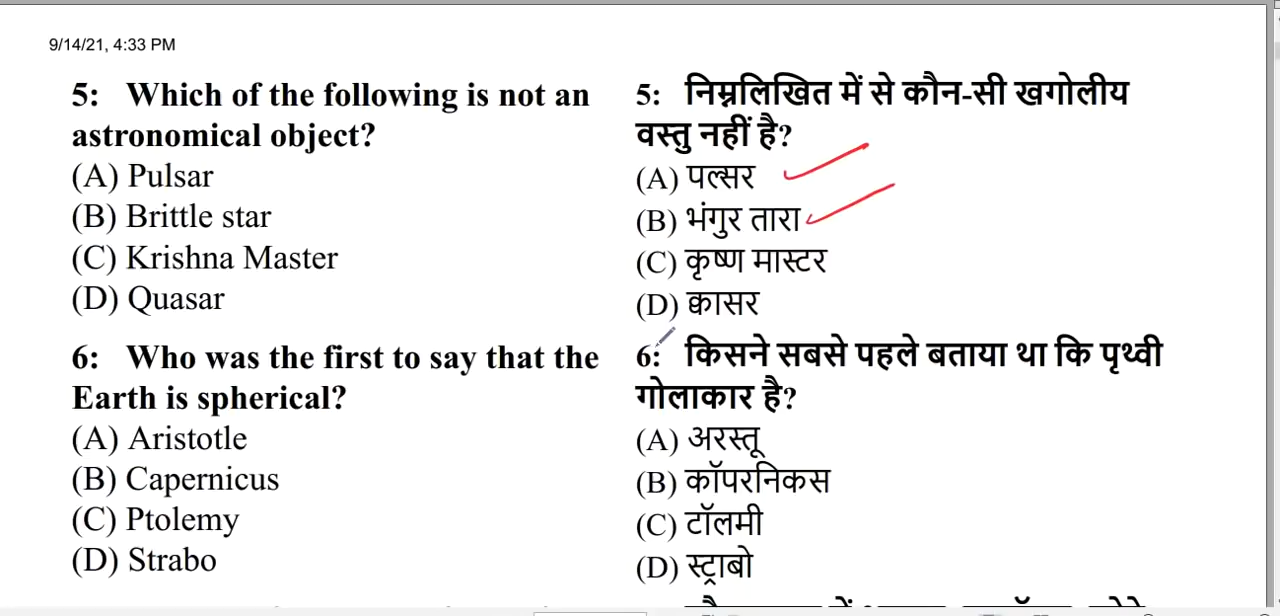 9/14/21, 4:33 PM
5: Which of the following is not an
astronomical object?
(A) Pulsar
(B) Brittle star
(C) Krishna Master
(D) Quasar
6: Who was the first to say that the
Earth is spherical?
(A) Aristotle
(B) Capernicus
(C) Ptolemy
(D) Strabo
5: निम्नलिखित में से कौन-सी खगोलीय
वस्तु नहीं है?
(A) पल्सर
(B) भंगुर तारा
(C) कृष्ण मास्टर
(D) क्वासर
6: किसने सबसे पहले बताया था कि पृथ्वी
गोलाकार है?
(A) अरस्तू
(B) कॉपरनिकस
(C) टॉलमी
(D) स्ट्राबो